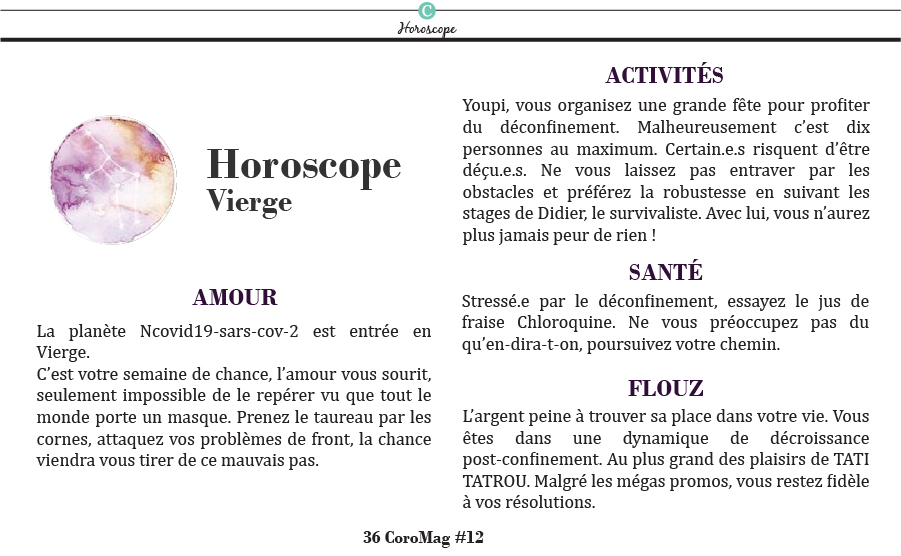 C
Horoscope
Horoscope
Vierge
AMOUR
La planète Ncovid19-sars-cov-2 est entrée en
Vierge.
C’est votre semaine de chance, l’amour vous sourit,
seulement impossible de le repérer vu que tout le
monde porte un masque. Prenez le taureau par les
cornes, attaquez vos problèmes de front, la chance
viendra vous tirer de ce mauvais pas.
ACTIVITÉS
Youpi, vous organisez une grande fête pour profiter
du déconfinement. Malheureusement c’est dix
personnes au maximum. Certain.e.s risquent d’être
déçu.e.s. Ne vous laissez pas entraver par les
obstacles et préférez la robustesse en suivant les
stages de Didier, le survivaliste. Avec lui, vous n’aurez
plus jamais peur de rien !
SANTÉ
Stressé.e par le déconfinement, essayez le jus de
fraise Chloroquine. Ne vous préoccupez pas du
qu’en-dira-t-on, poursuivez votre chemin.
FLOUZ
L’argent peine à trouver sa place dans votre vie. Vous
êtes dans une dynamique de décroissance
post-confinement. Au plus grand des plaisirs de TATI
TATROU. Malgré les mégas promos, vous restez fidèle
à vos résolutions.
36 CoroMag #12